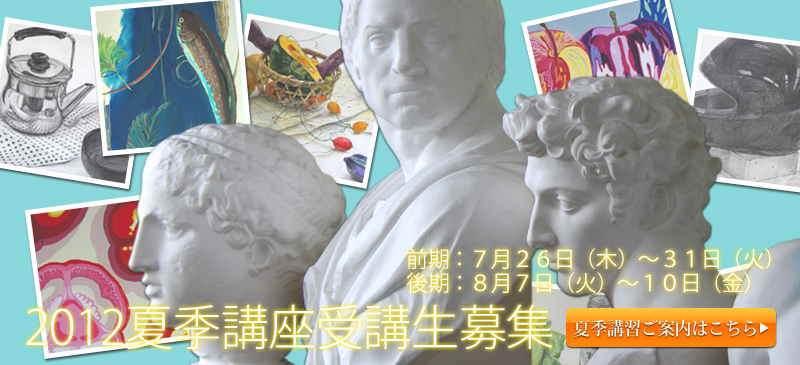 前期：７月２６日（木）～３１日（火）
後期：８月７日（火）～１０日（金）
2012夏季講座受講生募集
夏季講習ご案内はこちら▶